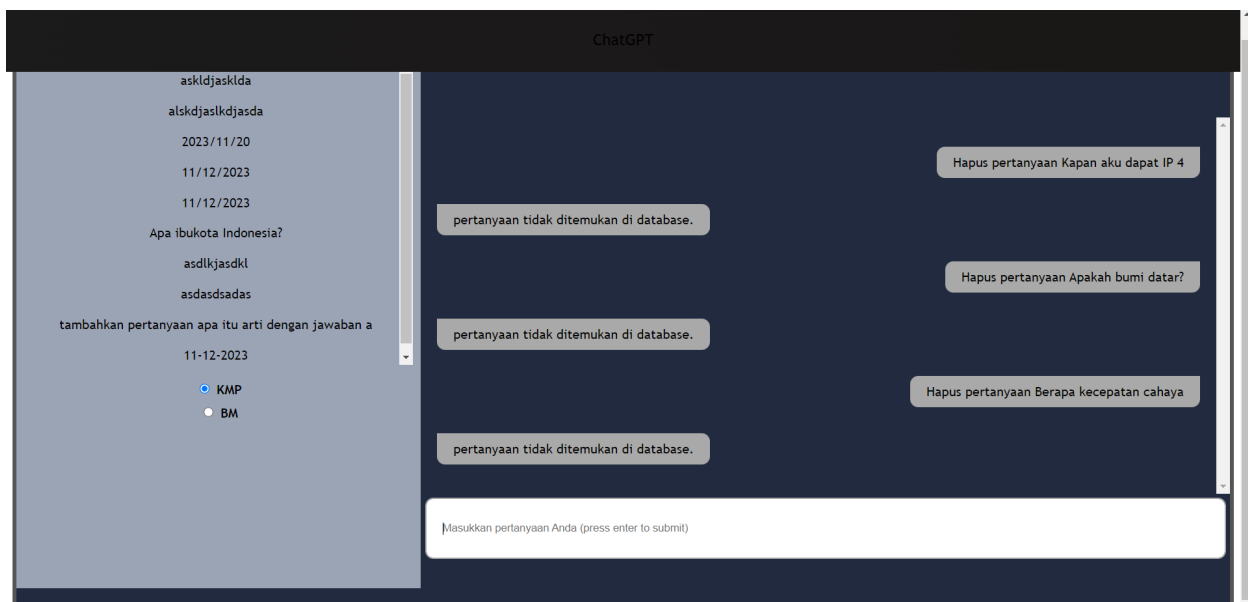 ChatGPT
askldjasklda
alskdjaslkdjasda
2023/11/20
11/12/2023
11/12/2023
Apa ibukota Indonesia?
asdlkjasdkl
asdasdsadas
tambahkan pertanyaan apa itu arti dengan jawaban a
11-12-2023
KMP
BM
Hapus pertanyaan Kapan aku dapat IP 4
pertanyaan tidak ditemukan di database.
Hapus pertanyaan Apakah bumi datar?
pertanyaan tidak ditemukan di database.
Hapus pertanyaan Berapa kecepatan cahaya
pertanyaan tidak ditemukan di database.
Masukkan pertanyaan Anda (press enter to submit)